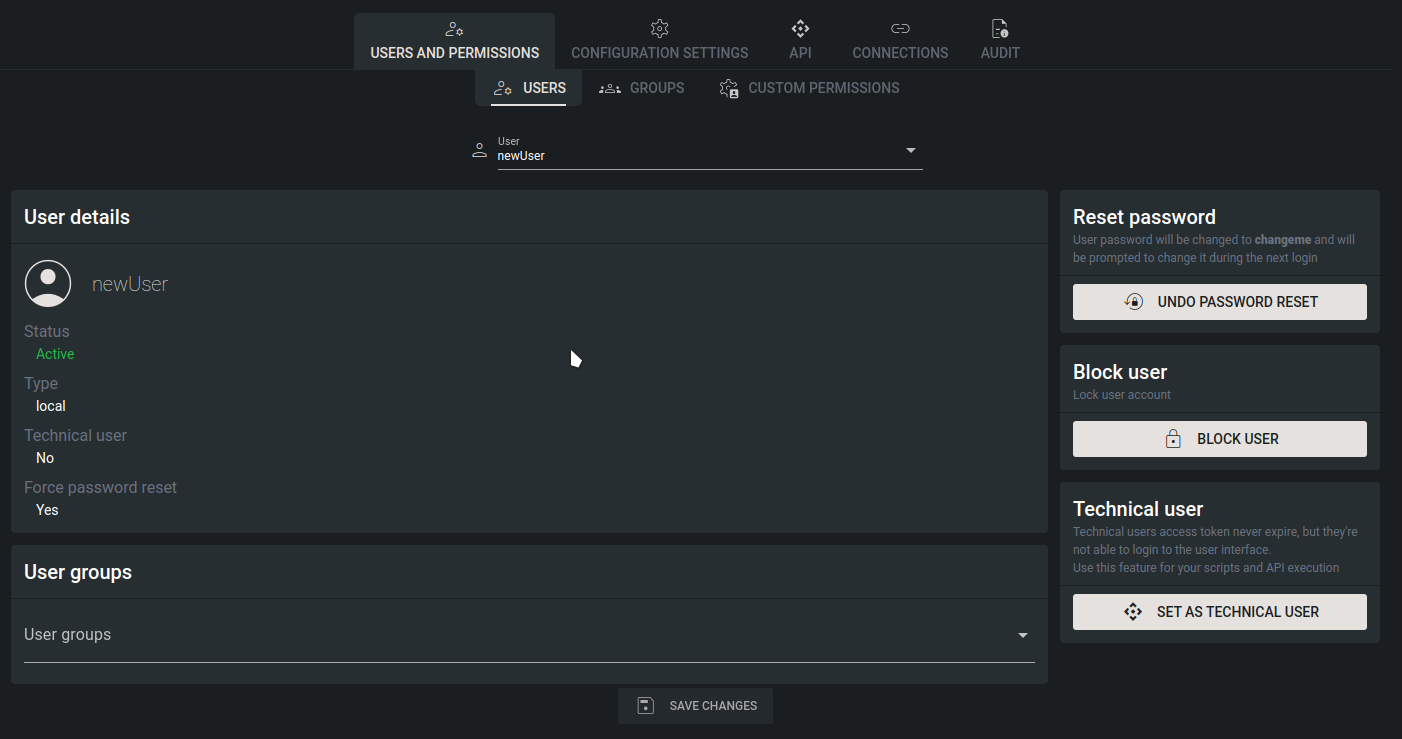 USERS AND PERMISSIONS
CONFIGURATION SETTINGS
API
CONNECTIONS
AUDIT
USERS
GROUPS
CUSTOM PERMISSIONS
User
newUser
User details
newUser
Status
Active
Type
local
Technical user
No
Force password reset
Yes
User groups
User groups
Reset password
User password will be changed to changeme and will
be prompted to change it during the next login
UNDO PASSWORD RESET
Block user
Lock user account
BLOCK USER
Technical user
Technical users access token never expire, but they're
not able to login to the user interface.
Use this feature for your scripts and API execution
SET AS TECHNICAL USER
SAVE CHANGES